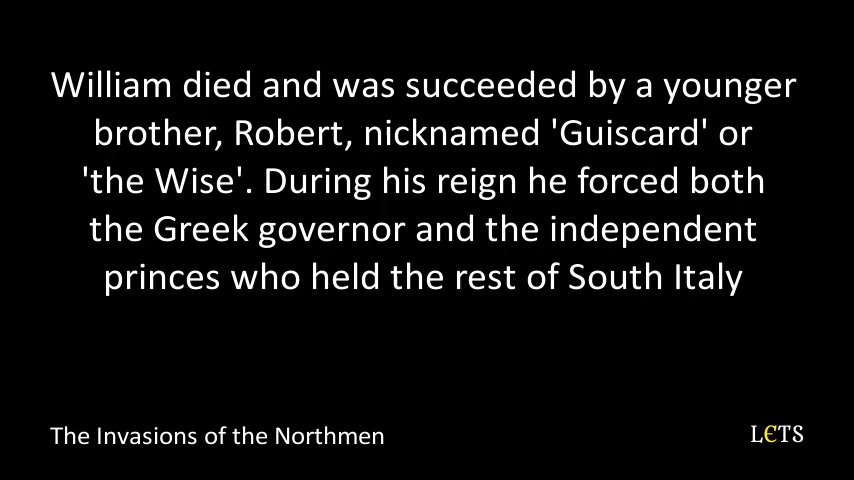 William died and was succeeded by a younger
brother, Robert, nicknamed 'Guiscard' or
'the Wise'. During his reign he forced both
the Greek governor and the independent
princes who held the rest of South Italy
The Invasions of the Northmen
LЄTS